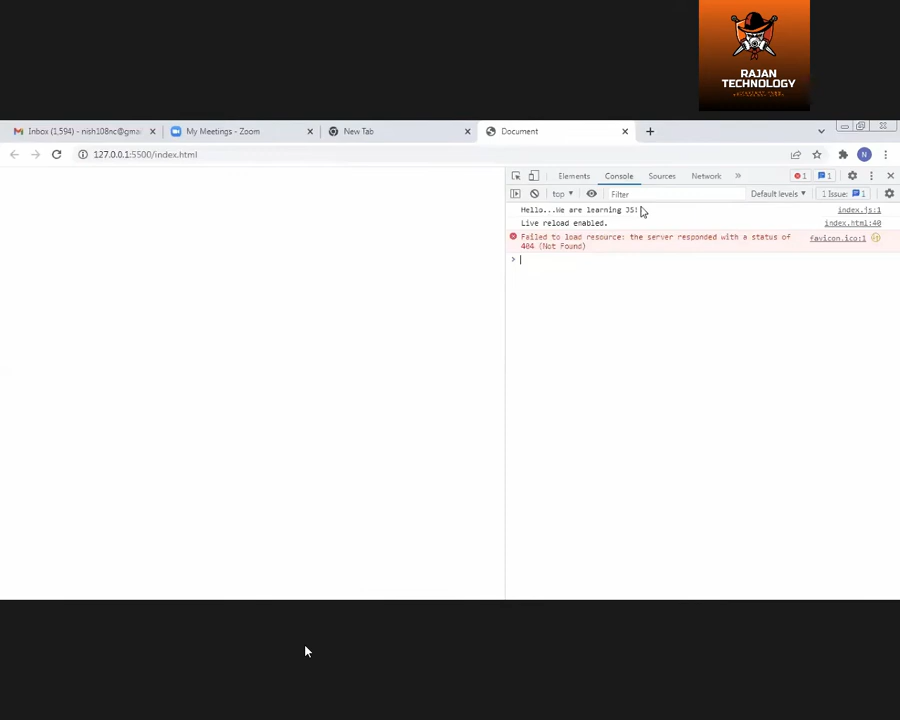 RAJAN
TECHNOLOGY
Inbox (1,594) - nish108nc@gmai
My Meetings - Zoom
New Tab
Document
127.0.0.1:5500/index.html
N
Elements
Console
Sources
Network
»
1
1
top
Filter
Default levels
1 Issue:
1
Hello...We are learning JS!
index.js:1
Live reload enabled.
index.html:40
Failed to load resource: the server responded with a status of
404 (Not Found)
favicon.ico:1